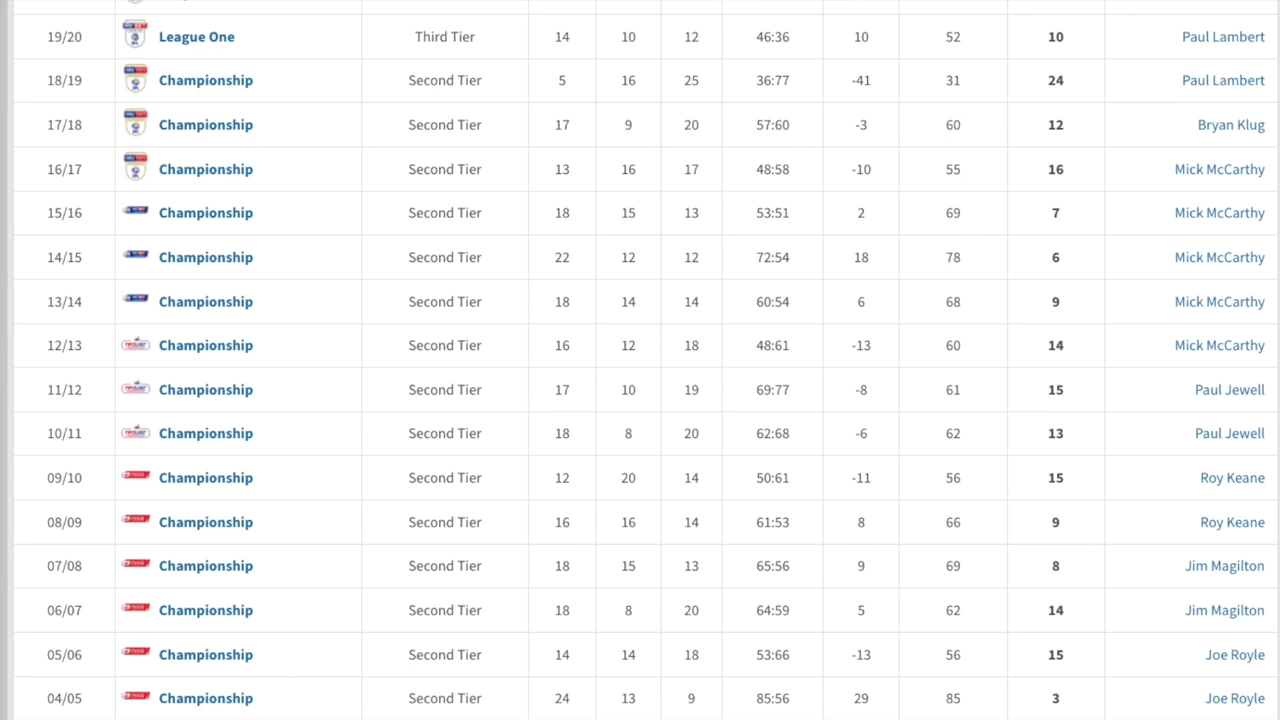 19/20 League One Third Tier 14 10 12 46:36 10 52 10 Paul Lambert
18/19 Championship Second Tier 5 16 25 36:77 -41 31 24 Paul Lambert
17/18 Championship Second Tier 17 9 20 57:60 -3 60 12 Bryan Klug
16/17 Championship Second Tier 13 16 17 48:58 -10 55 16 Mick McCarthy
15/16 Championship Second Tier 18 15 13 53:51 2 69 7 Mick McCarthy
14/15 Championship Second Tier 22 12 12 72:54 18 78 6 Mick McCarthy
13/14 Championship Second Tier 18 14 14 60:54 6 68 9 Mick McCarthy
12/13 Championship Second Tier 16 12 18 48:61 -13 60 14 Mick McCarthy
11/12 Championship Second Tier 17 10 19 69:77 -8 61 15 Paul Jewell
10/11 Championship Second Tier 18 8 20 62:68 -6 62 13 Paul Jewell
09/10 Championship Second Tier 12 20 14 50:61 -11 56 15 Roy Keane
08/09 Championship Second Tier 16 16 14 61:53 8 66 9 Roy Keane
07/08 Championship Second Tier 18 15 13 65:56 9 69 8 Jim Magilton
06/07 Championship Second Tier 18 8 20 64:59 5 62 14 Jim Magilton
05/06 Championship Second Tier 14 14 18 53:66 -13 56 15 Joe Royle
04/05 Championship Second Tier 24 13 9 85:56 29 85 3 Joe Royle